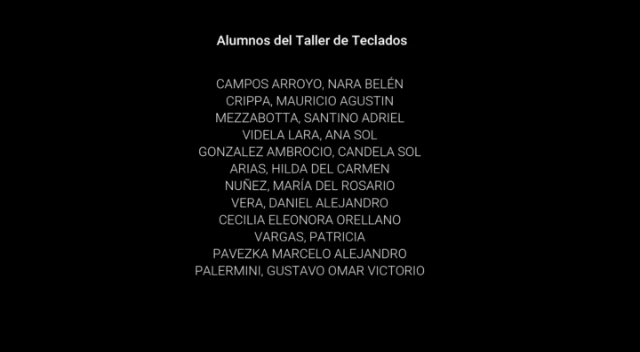 Alumnos del Taller de Teclados
CAMPOS ARROYO, NARA BELÉN
CRIPPA, MAURICIO AGUSTIN
MEZZABOTTA, SANTINO ADRIEL
VIDELA LARA, ANA SOL
GONZALEZ AMBROCIO, CANDELA SOL
ARIAS, HILDA DEL CARMEN
NUÑEZ, MARÍA DEL ROSARIO
VERA, DANIEL ALEJANDRO
CECILIA ELEONORA ORELLANO
VARGAS, PATRICIA
PAVEZKA MARCELO ALEJANDRO
PALERMINI, GUSTAVO OMAR VICTORIO